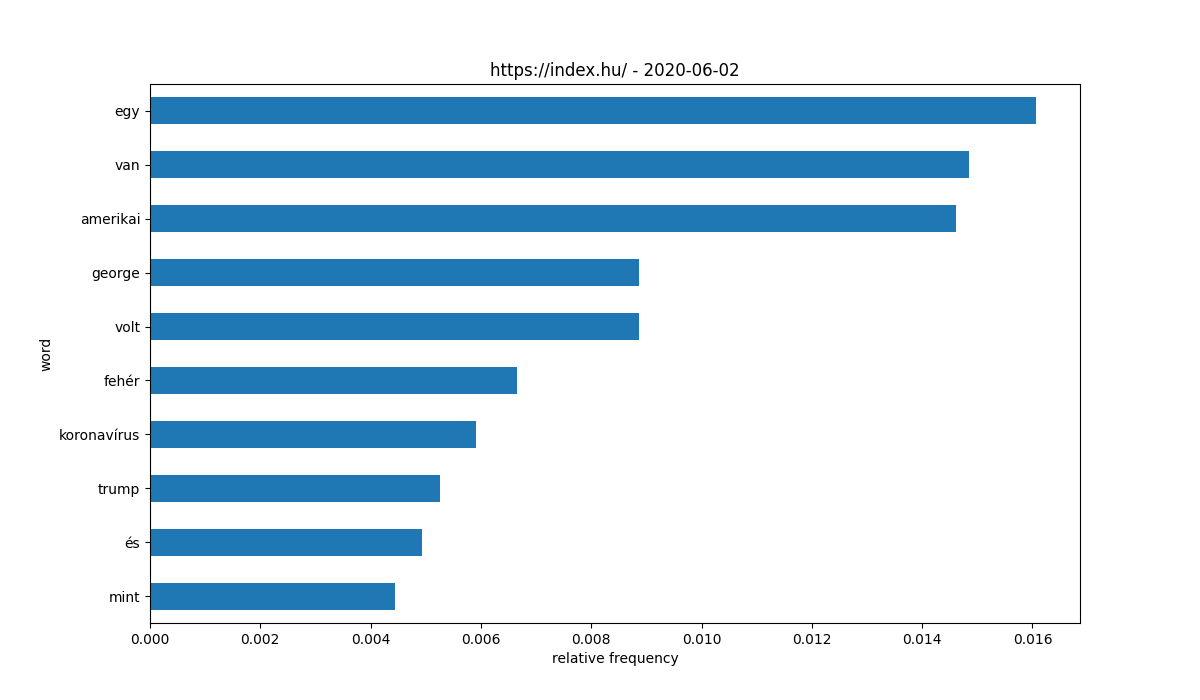 https://index.hu/ - 2020-06-02
egy
van
amerikai
george
volt
fehér
koronavírus
trump
és
mint
word
0.000 0.002 0.004 0.006 0.008 0.010 0.012 0.014 0.016
relative frequency